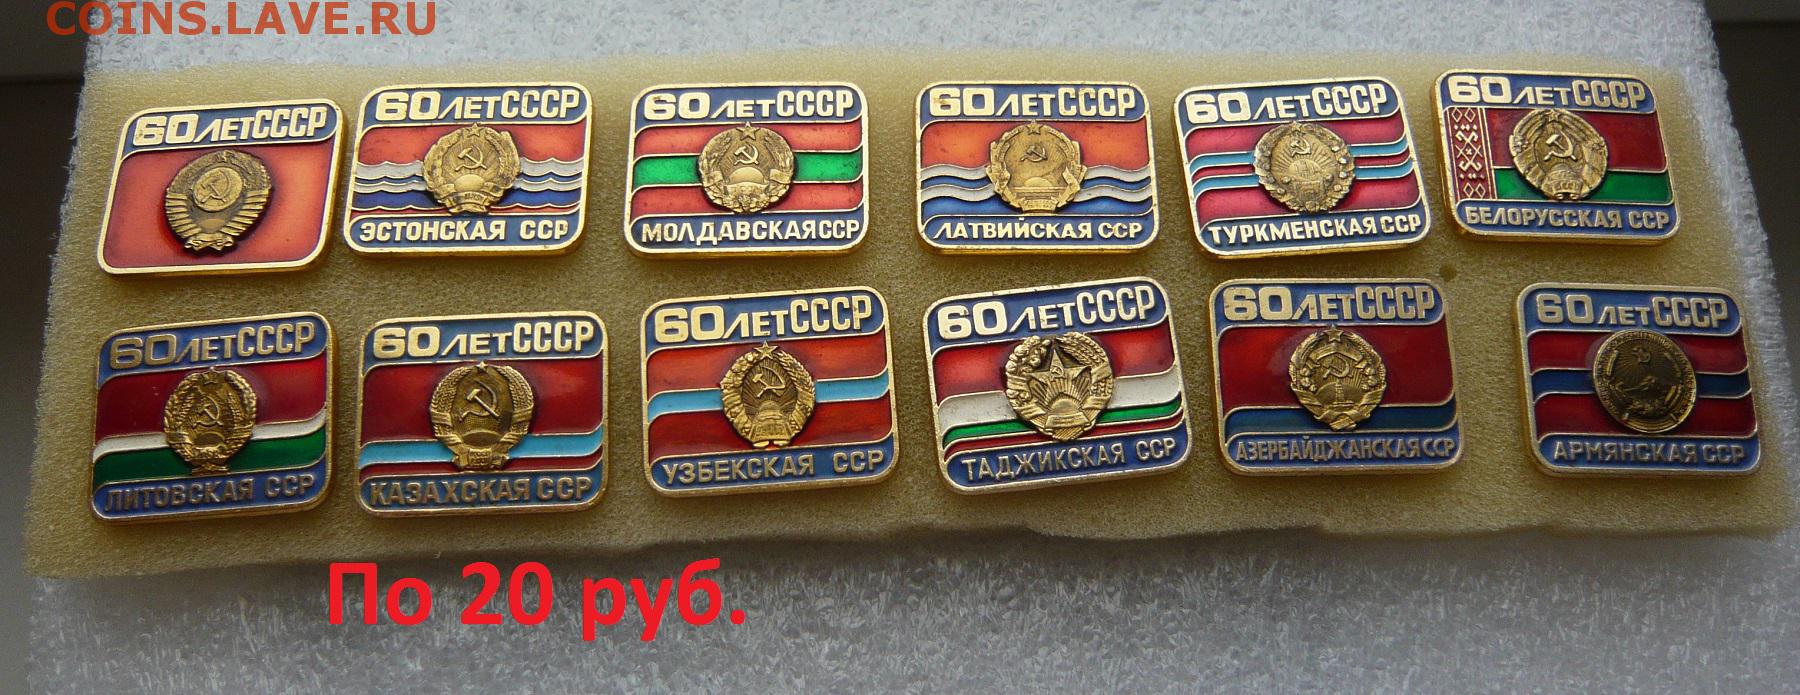 COINS.LAVE.RU
60 ЛЕТ СССР
60 ЛЕТ СССР
ЭСТОНСКАЯ ССР
60 ЛЕТ СССР
МОЛДАВСКАЯ ССР
60 ЛЕТ СССР
ЛАТВИЙСКАЯ ССР
60 ЛЕТ СССР
ТУРКМЕНСКАЯ ССР
60 ЛЕТ СССР
БЕЛОРУССКАЯ ССР
60 ЛЕТ СССР
ЛИТОВСКАЯ ССР
60 ЛЕТ СССР
КАЗАХСКАЯ ССР
60 ЛЕТ СССР
УЗБЕКСКАЯ ССР
60 ЛЕТ СССР
ТАДЖИКСКАЯ ССР
60 ЛЕТ СССР
АЗЕРБАЙДЖАНСКАЯ ССР
60 ЛЕТ СССР
АРМЯНСКАЯ ССР
По 20 руб.